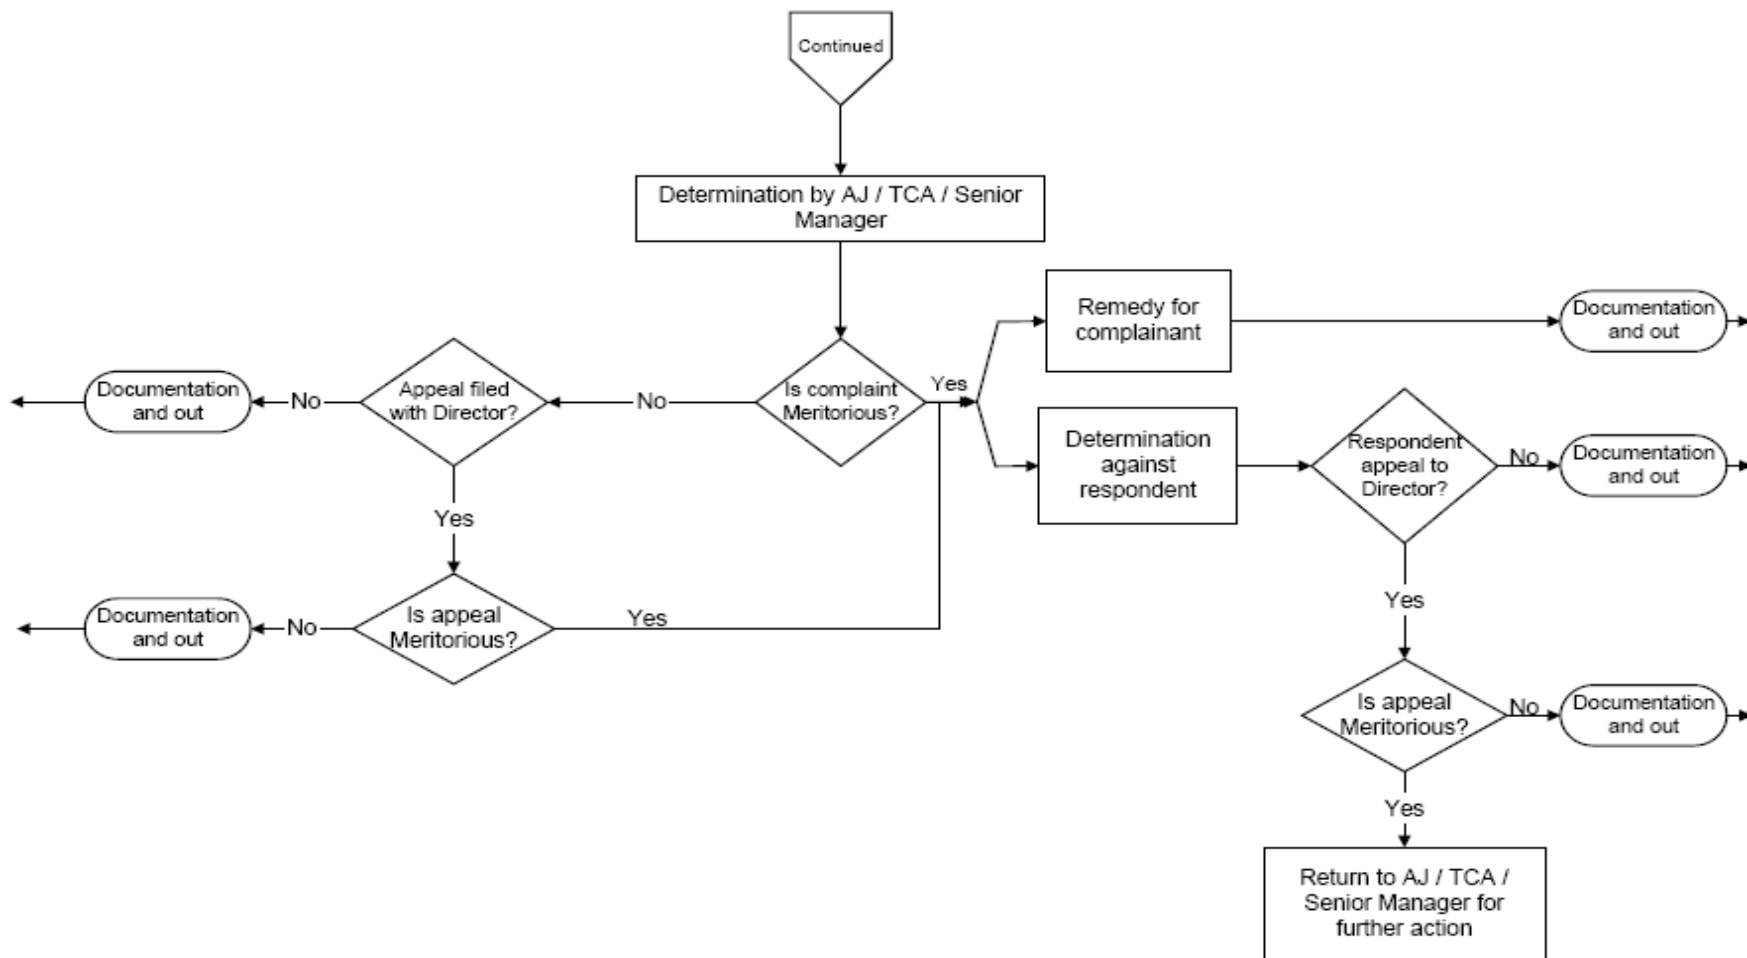 Continued
Determination by AJ / TCA / Senior
Manager
Remedy for
complainant
Documentation
and out
Documentation
and out
No
Appeal filed
with Director?
No
Is complaint
Meritorious?
Yes
Determination
against
respondent
Respondent
appeal to
Director?
No
Documentation
and out
Yes
Documentation
and out
No
Is appeal
Meritorious?
Yes
Yes
Is appeal
Meritorious?
No
Documentation
and out
Yes
Return to AJ / TCA /
Senior Manager for
further action